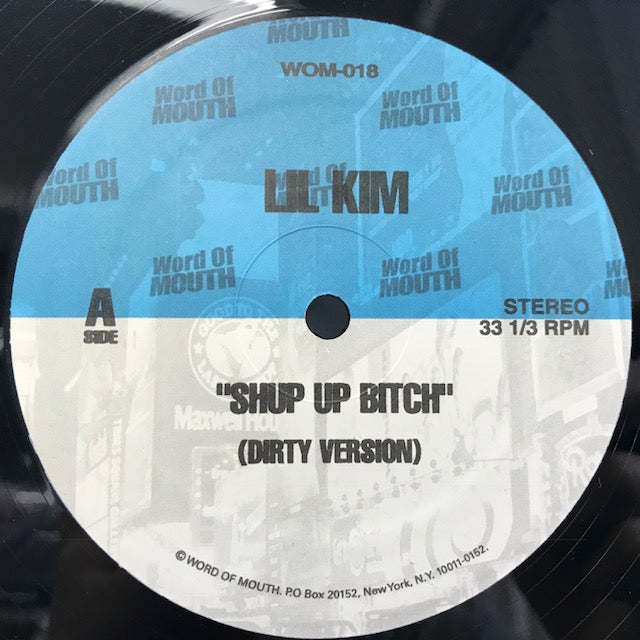 MOUTH
WOM-018
Word Of
MOUTH
Word Of
MOUTH
LIL KIM
Word Of
MOUTH
Word Of
MOUTH
Word Of
MOUTH
Word Of
MOUTH
A
SIDE
STEREO
33 1/3 RPM
"SHUP UP BITCH"
(DIRTY VERSION)
© WORD OF MOUTH. P.O Box 20152, New York, N.Y. 10011-0152.